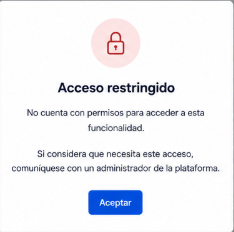 Acceso restringido
No cuenta con permisos para acceder a esta
funcionalidad.
Si considera que necesita este acceso,
comuníquese con un administrador de la plataforma.
Aceptar